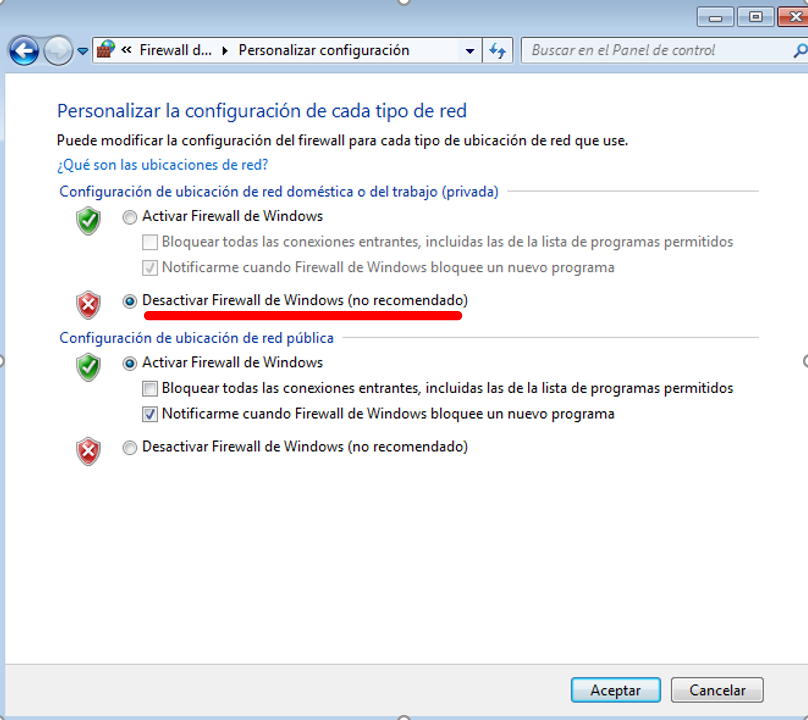 « Firewall d... ▸ Personalizar configuración
Buscar en el Panel de control
Personalizar la configuración de cada tipo de red
Puede modificar la configuración del firewall para cada tipo de ubicación de red que use.
¿Qué son las ubicaciones de red?
Configuración de ubicación de red doméstica o del trabajo (privada)
Activar Firewall de Windows
Bloquear todas las conexiones entrantes, incluidas las de la lista de programas permitidos
Notificarme cuando Firewall de Windows bloquee un nuevo programa
Desactivar Firewall de Windows (no recomendado)
Configuración de ubicación de red pública
Activar Firewall de Windows
Bloquear todas las conexiones entrantes, incluidas las de la lista de programas permitidos
Notificarme cuando Firewall de Windows bloquee un nuevo programa
Desactivar Firewall de Windows (no recomendado)
Aceptar
Cancelar